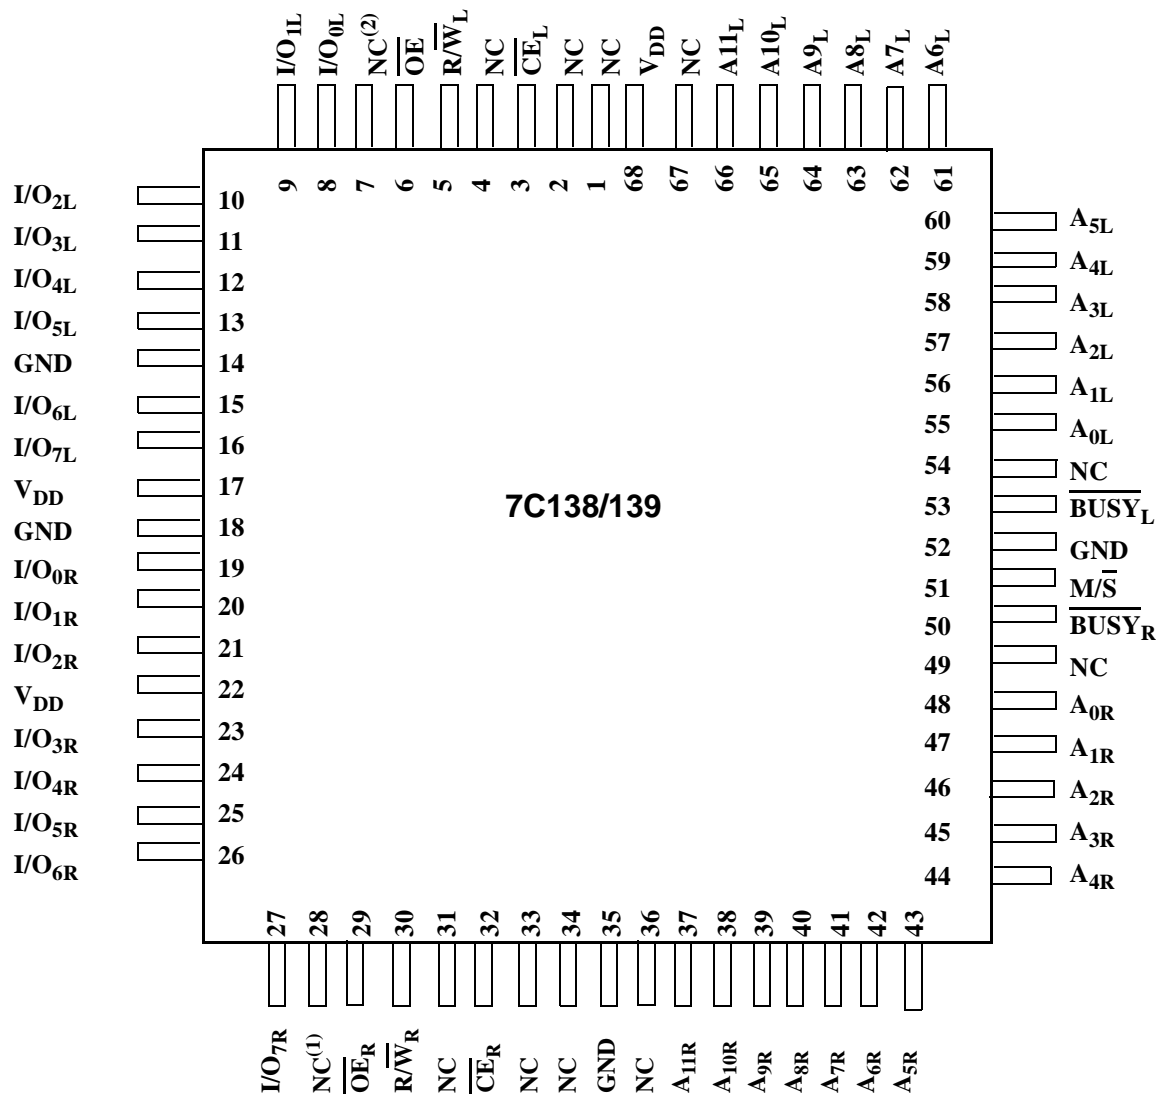 I/O1L I/O0L NC(2) OE R/WL NC CEL NC NC VDD NC A11L A10L A9L A8L A7L A6L
9 8 7 6 5 4 3 2 1 68 67 66 65 64 63 62 61
I/O2L 10
I/O3L 11
I/O4L 12
I/O5L 13
GND 14
I/O6L 15
I/O7L 16
VDD 17
GND 18
I/O0R 19
I/O1R 20
I/O2R 21
VDD 22
I/O3R 23
I/O4R 24
I/O5R 25
I/O6R 26
7C138/139
60 A5L
59 A4L
58 A3L
57 A2L
56 A1L
55 A0L
54 NC
53 BUSYL
52 GND
51 M/S
50 BUSYR
49 NC
48 A0R
47 A1R
46 A2R
45 A3R
44 A4R
27 28 29 30 31 32 33 34 35 36 37 38 39 40 41 42 43
I/O7R NC(1) OER R/WR NC CER NC NC GND NC A11R A10R A9R A8R A7R A6R A5R